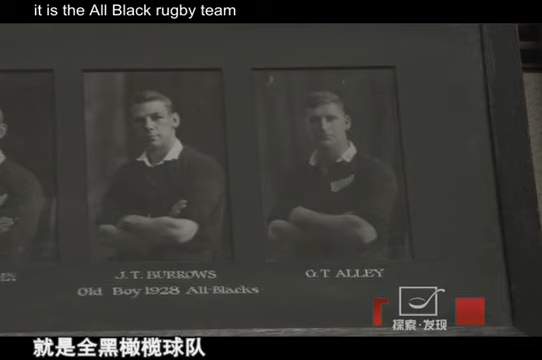 it is the All Black rugby team
J.T. BURROWS
G.T. ALLEY
Old Boy 1928 All-Blacks
探索·发现
就是全黑橄榄球队